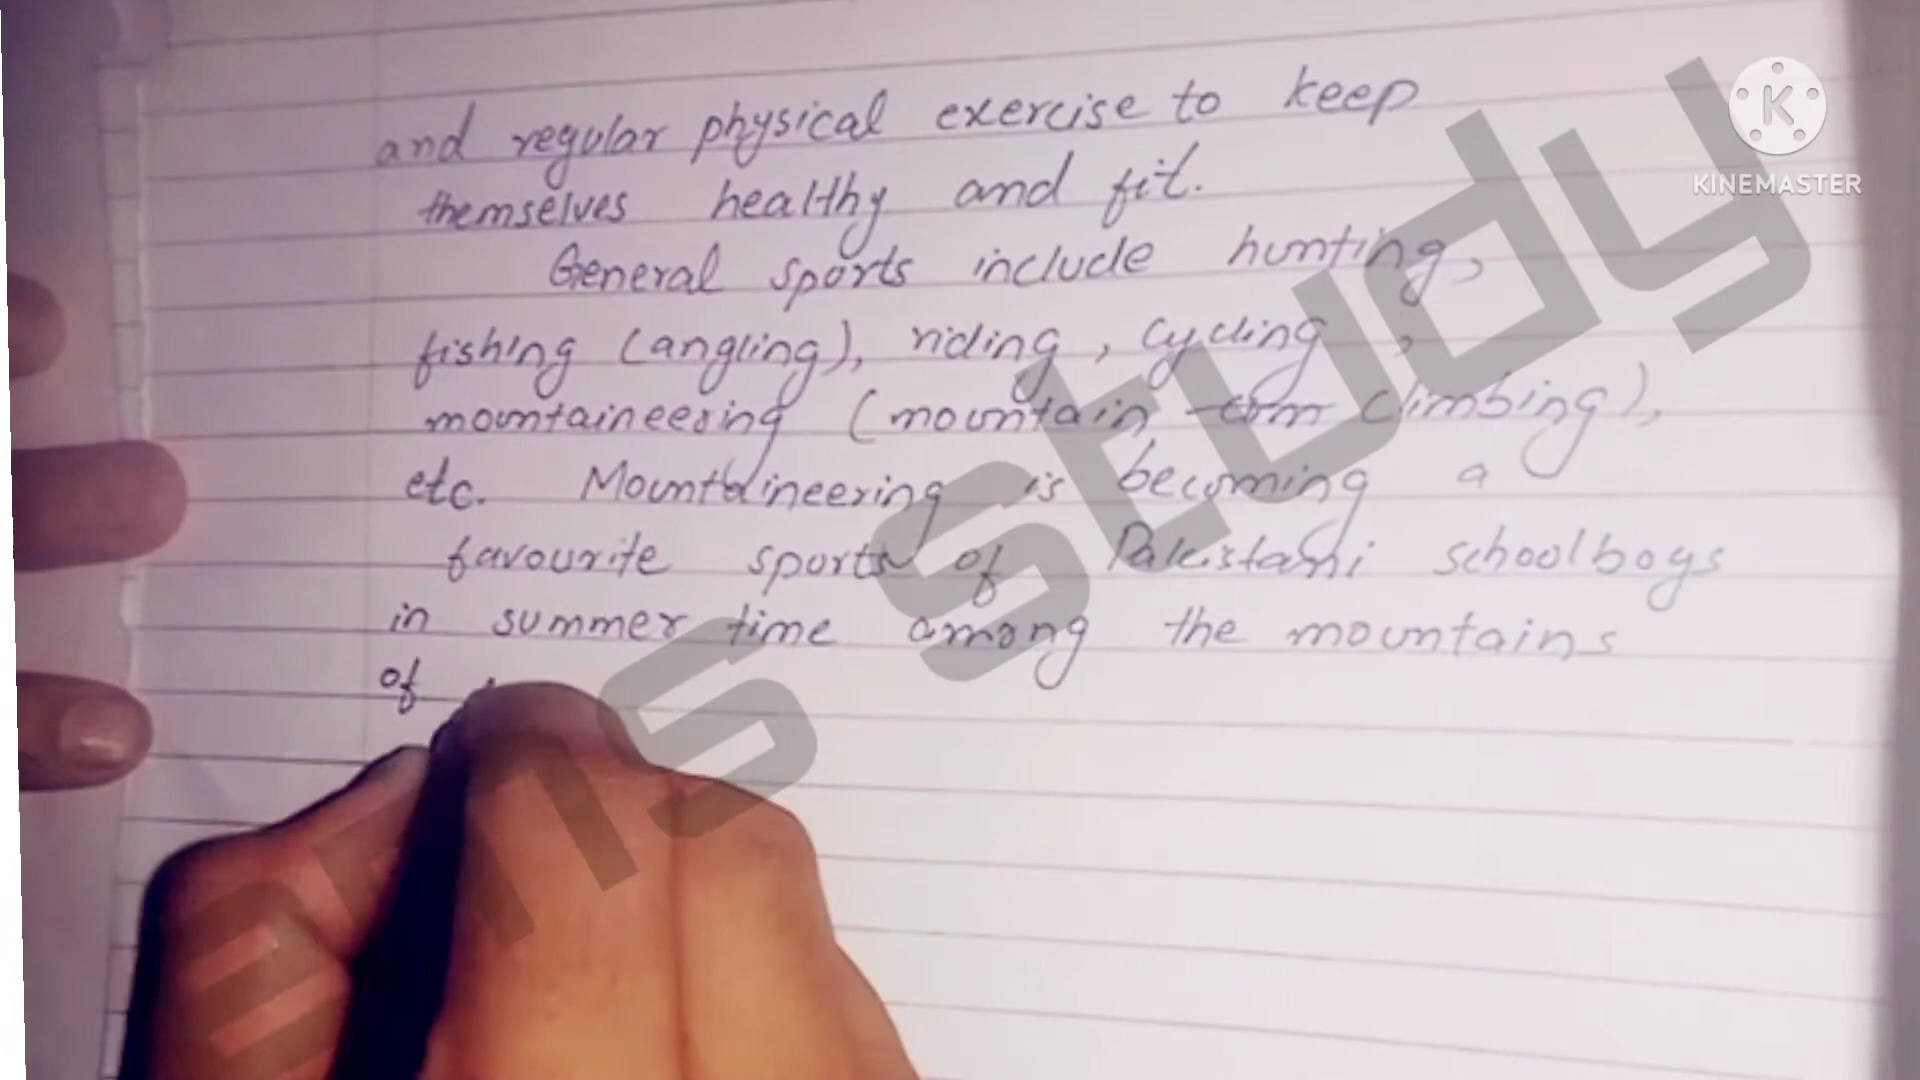 and regular physical exercise to keep
themselves healthy and fit.
General sports include hunting,
fishing (angling), riding, cycling,
mountaineering (mountain climbing),
etc. Mountaineering is becoming a
favourite sports of Pakistani schoolboys
in summer time among the mountains
of
K
KINEMASTER
study